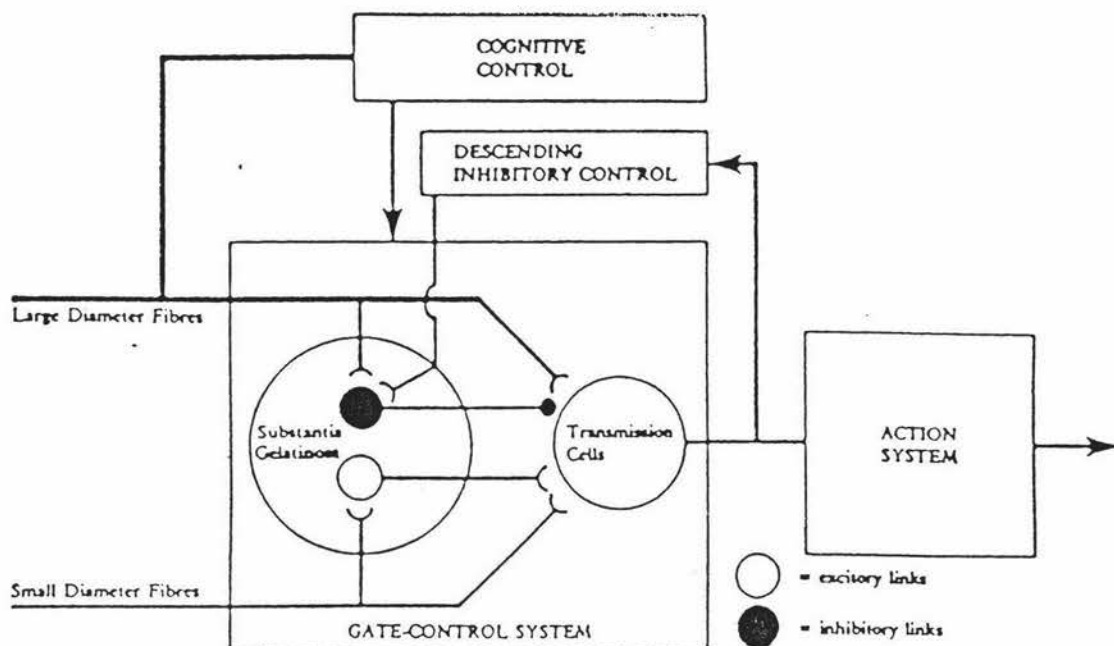 COGNITIVE
CONTROL
DESCENDING
INHIBITORY CONTROL
Large Diameter Fibres
Substantia
Gelatinosa
Transmission
Cells
ACTION
SYSTEM
Small Diameter Fibres
= excitory links
= inhibitory links
GATE-CONTROL SYSTEM